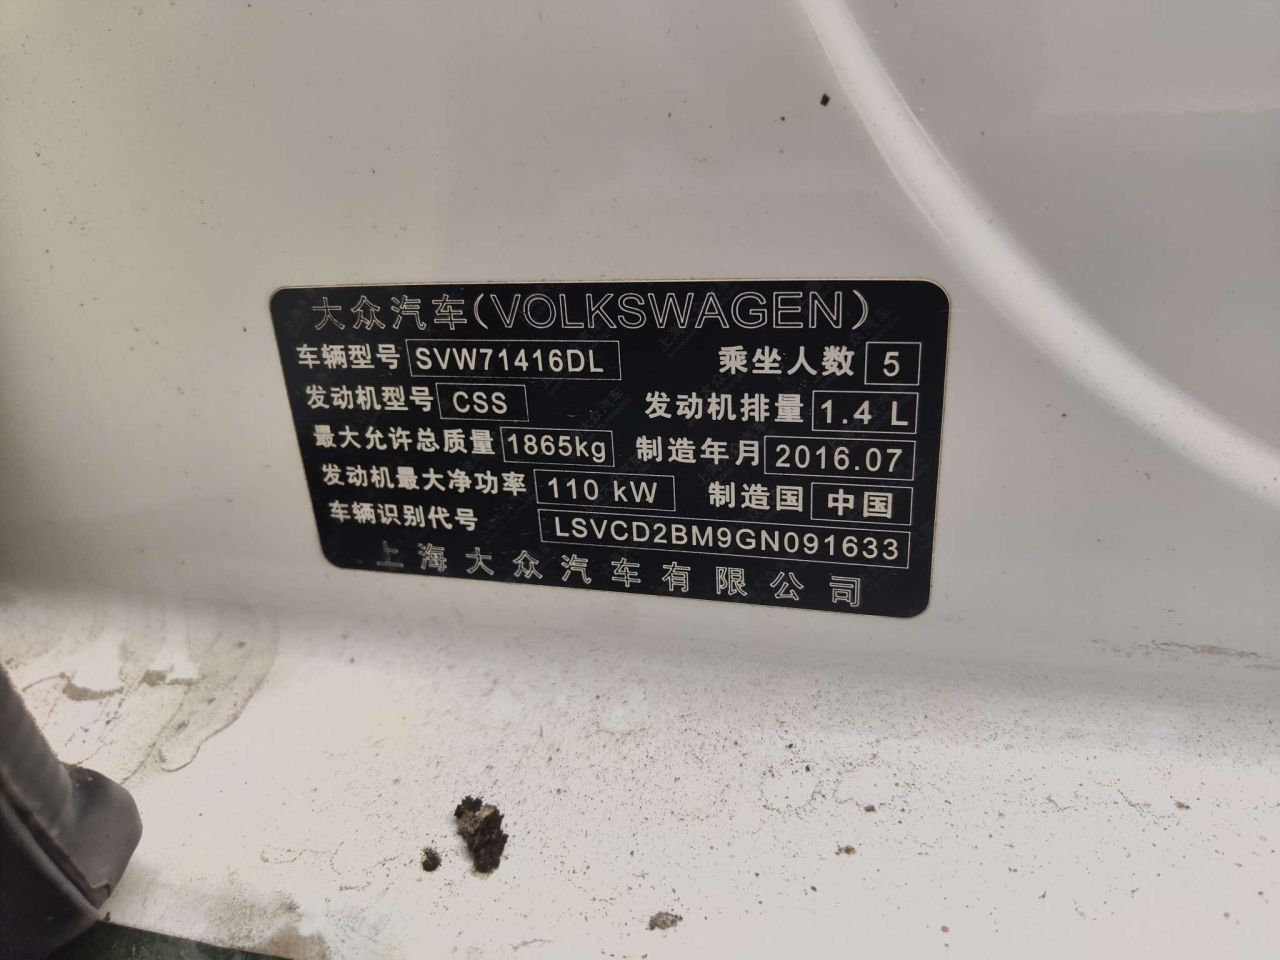 大众汽车(VOLKSWAGEN)
车辆型号 SVW71416DL 乘坐人数 5
发动机型号 CSS 发动机排量 1.4 L
最大允许总质量 1865kg 制造年月 2016.07
发动机最大净功率 110 kW 制造国 中国
车辆识别代号 LSVCD2BM9GN091633
上海大众汽车有限公司